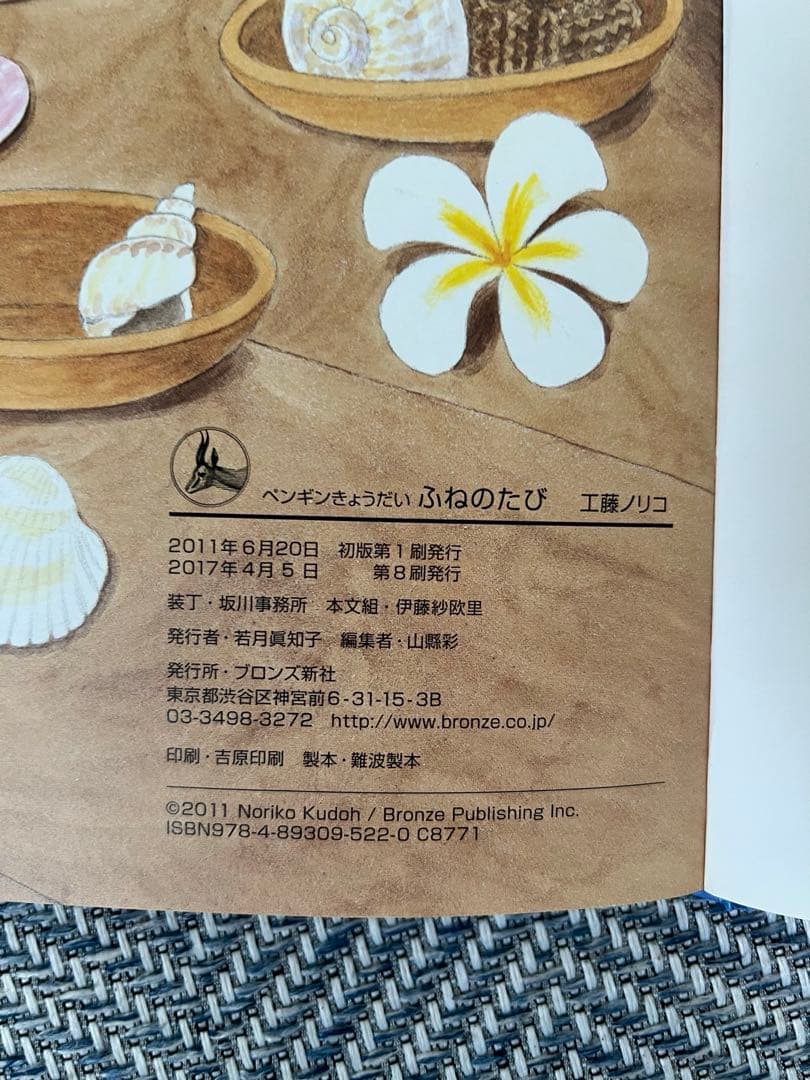 ペンギンきょうだい ふねのたび　工藤ノリコ
2011年6月20日　初版第1刷発行
2017年4月5日　第8刷発行
装丁・坂川事務所　本文組・伊藤紗欧里
発行者・若月眞知子　編集者・山縣彩
発行所・ブロンズ新社
東京都渋谷区神宮前6-31-15-3B
03-3498-3272　http://www.bronze.co.jp/
印刷・吉原印刷　製本・難波製本
©2011 Noriko Kudoh / Bronze Publishing Inc.
ISBN978-4-89309-522-0 C8771